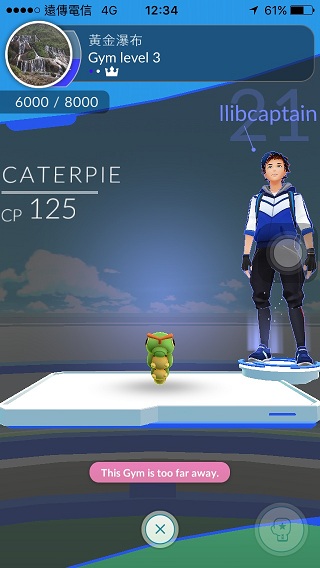 遠傳電信 4G 12:34 61%
黃金瀑布
Gym level 3
6000 / 8000
21
llibcaptain
CATERPIE
CP 125
This Gym is too far away.